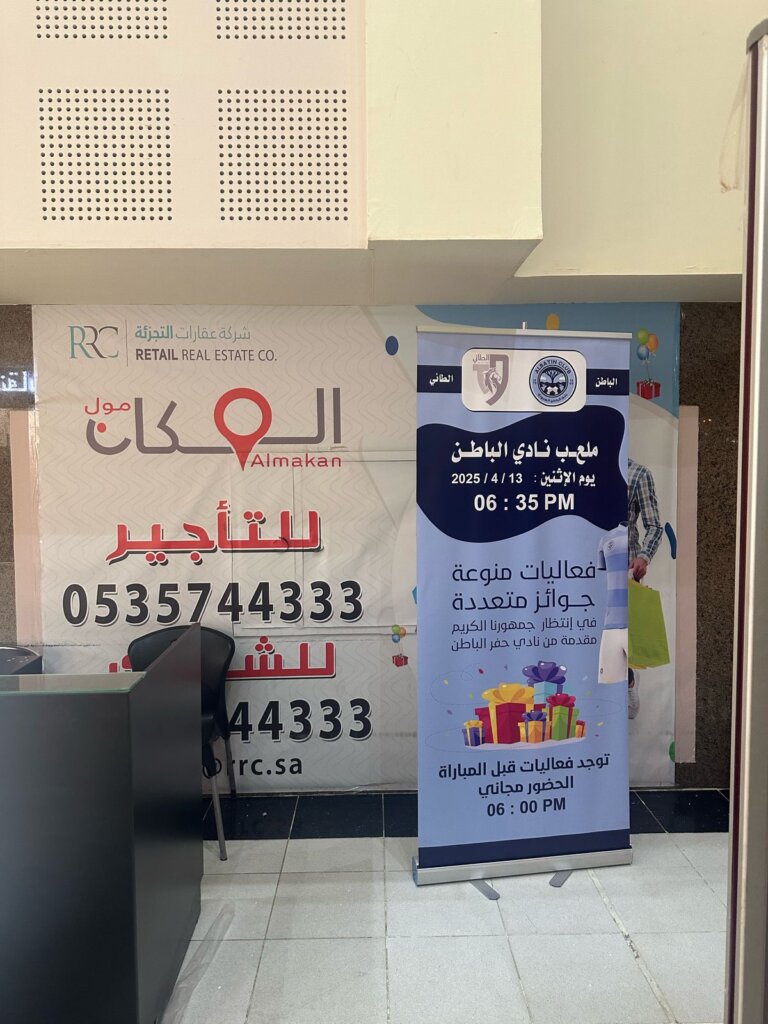 RRC
شركة عقارات التجزئة
RETAIL REAL ESTATE CO.
المكان مول
Almakan
للتأجير
0535744333
44333
rrc.sa
الطائي
الطائي
ALBATIN CLUB
الباطن
ملعب نادي الباطن
يوم الإثنين : 13 / 4 / 2025
06 : 35 PM
فعاليات منوعة
جوائز متعددة
في إنتظار جمهورنا الكريم
مقدمة من نادي حفر الباطن
توجد فعاليات قبل المباراة
الحضور مجاني
06 : 00 PM